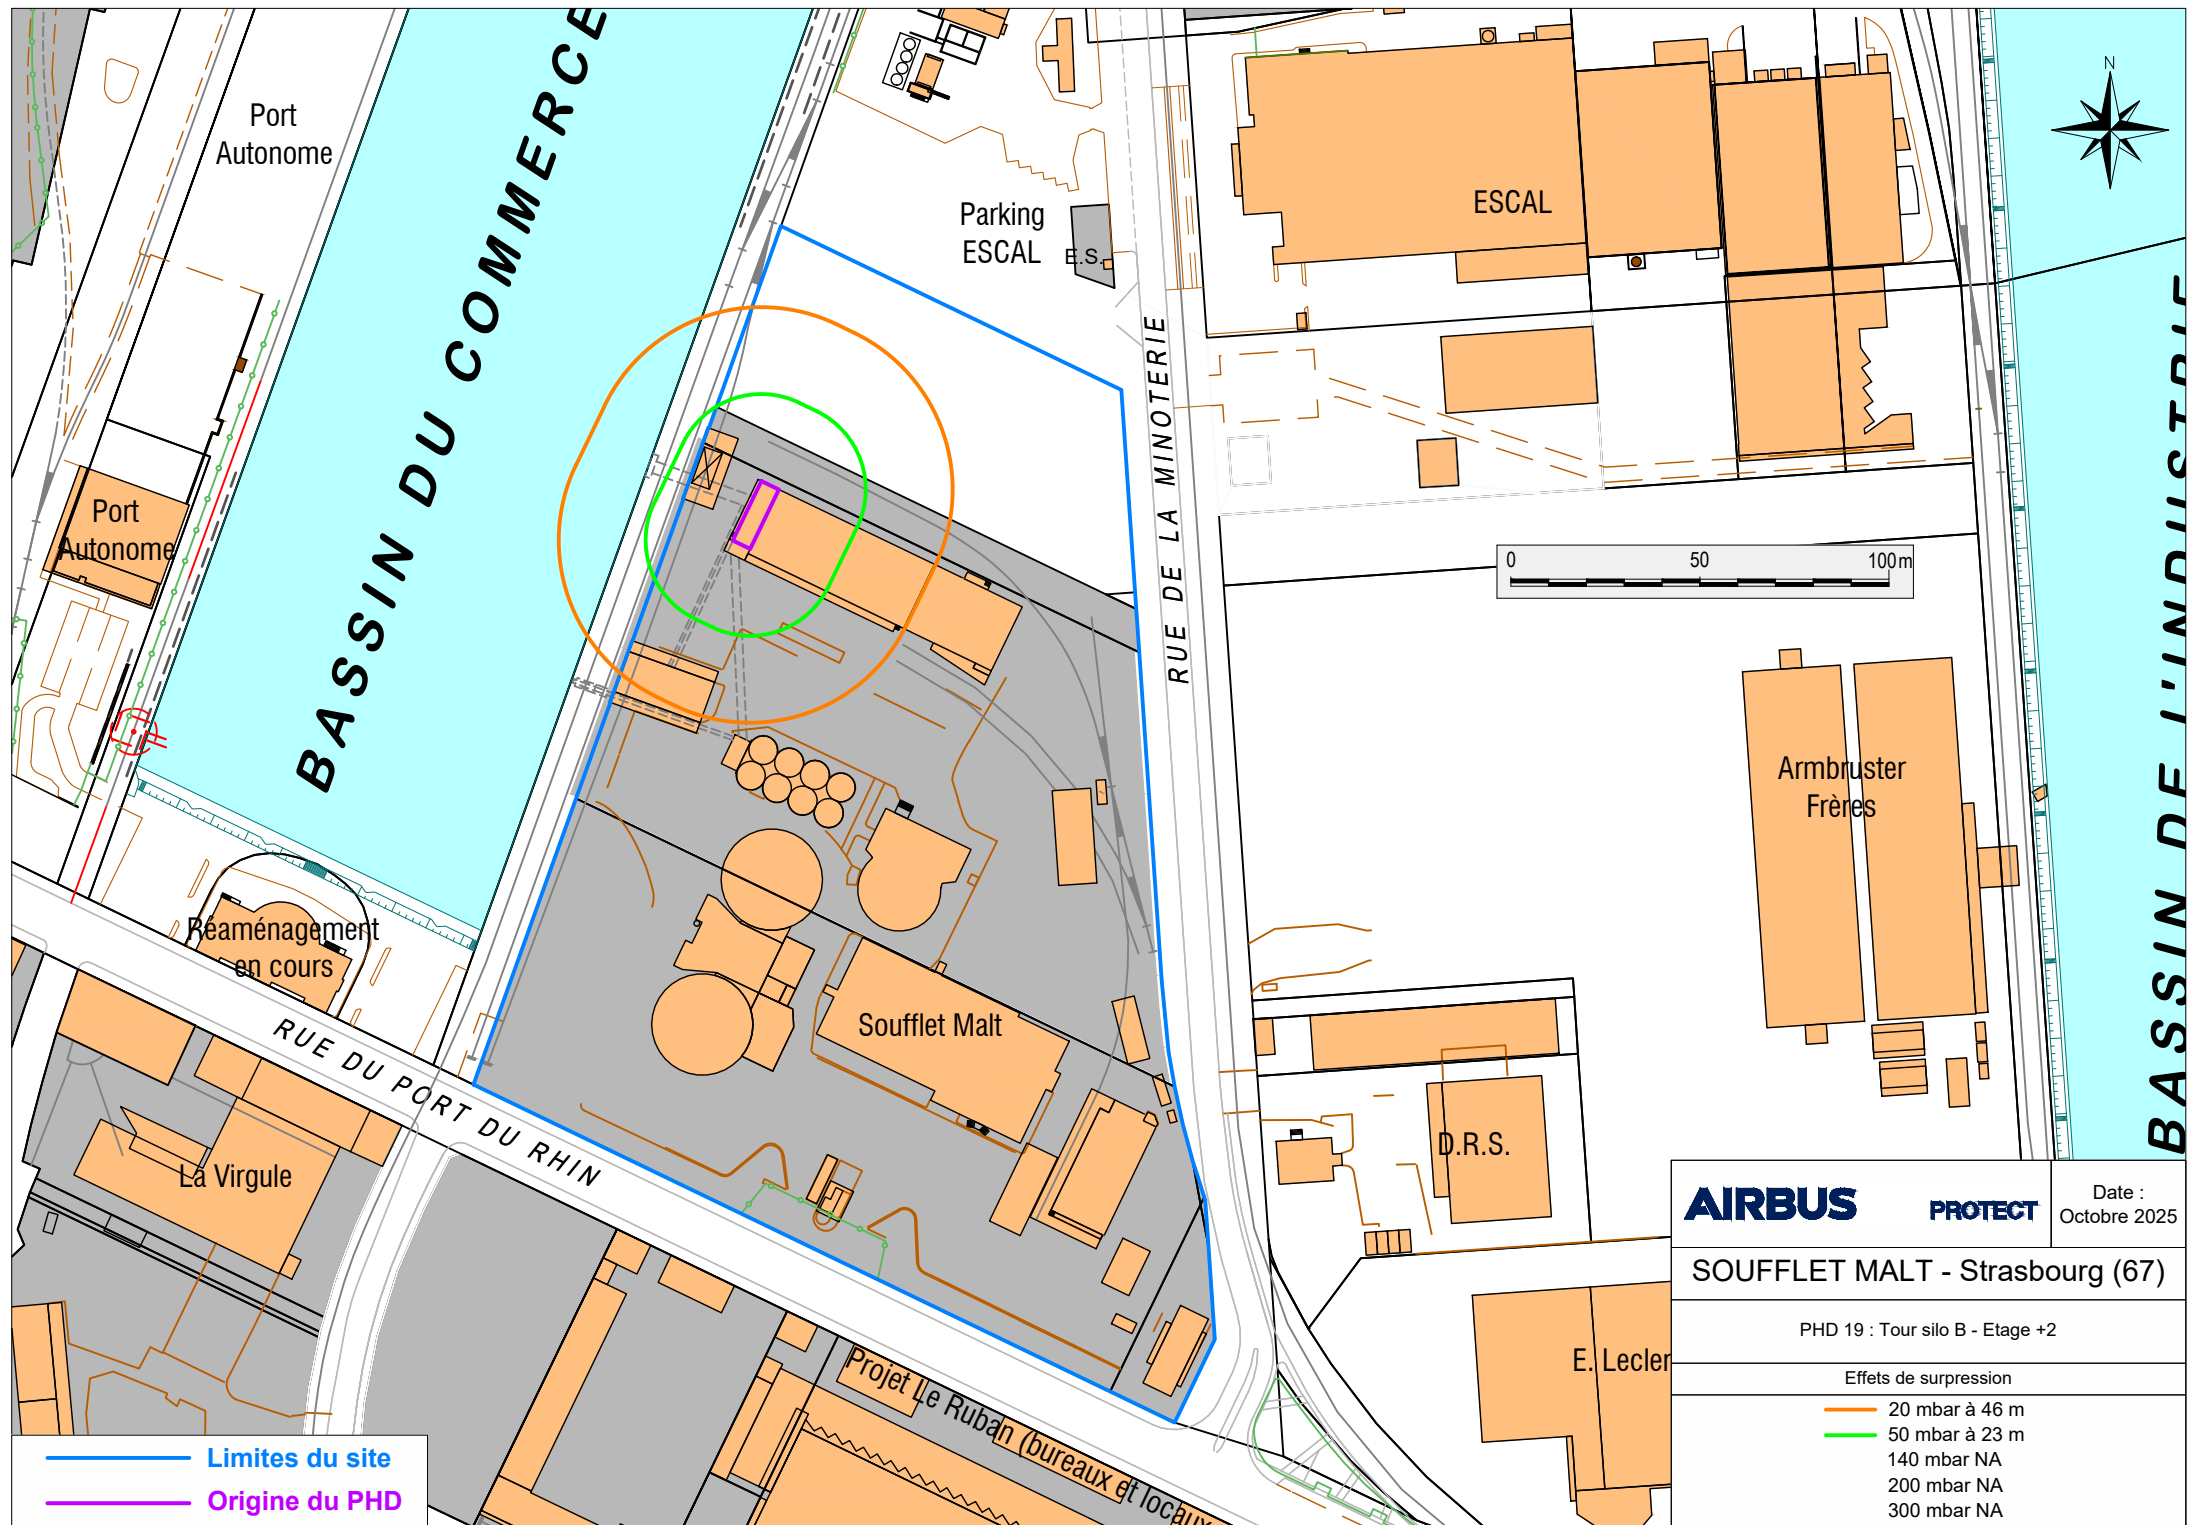 BASSIN DU COMMERCE
Port
Autonome
Parking
ESCAL
E.S.
ESCAL
N
RUE DE LA MINOTERIE
BASSIN DE L'INDUSTRIE
Port
Autonome
0 50 100m
Armbruster
Frères
Réaménagement
en cours
RUE DU PORT DU RHIN
Soufflet Malt
La Virgule
D.R.S.
E. Lecler
Projet Le Ruban (bureaux et locaux
AIRBUS PROTECT
Date :
Octobre 2025
SOUFFLET MALT - Strasbourg (67)
PHD 19 : Tour silo B - Etage +2
Effets de surpression
20 mbar à 46 m
50 mbar à 23 m
140 mbar NA
200 mbar NA
300 mbar NA
Limites du site
Origine du PHD